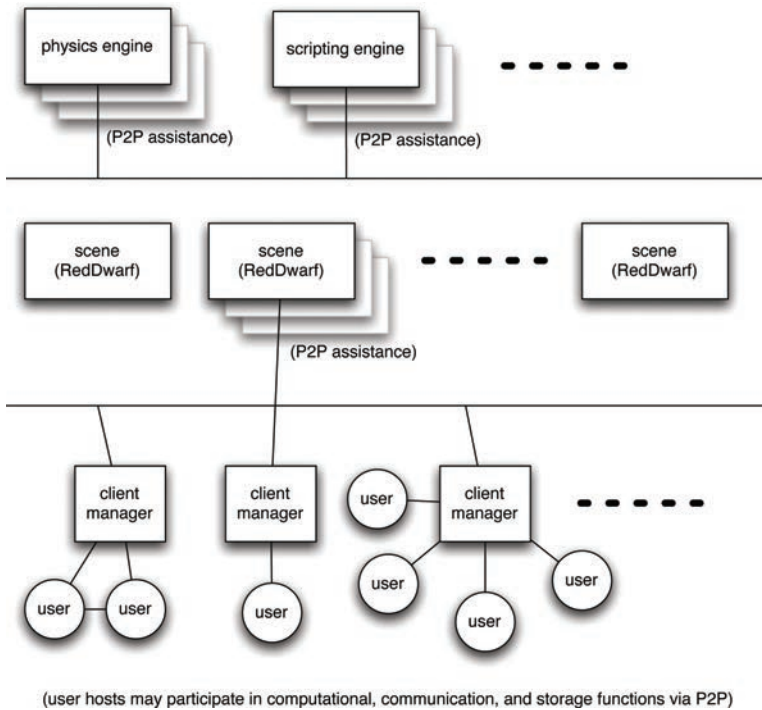 physics engine
scripting engine
(P2P assistance)
(P2P assistance)
scene
(RedDwarf)
scene
(RedDwarf)
scene
(RedDwarf)
(P2P assistance)
client
manager
client
manager
client
manager
user
user
user
user
user
user
user
(user hosts may participate in computational, communication, and storage functions via P2P)